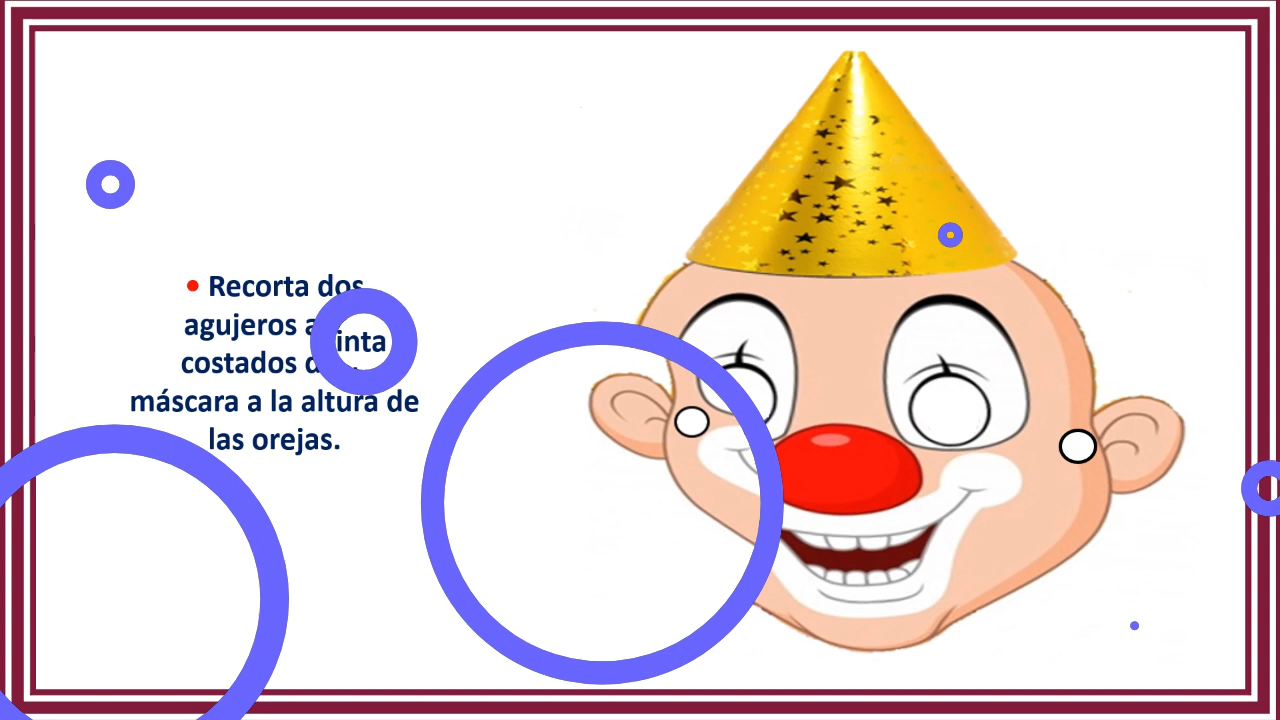 • Recorta dos
agujeros a
costados d
máscara a la altura de
las orejas.
inta